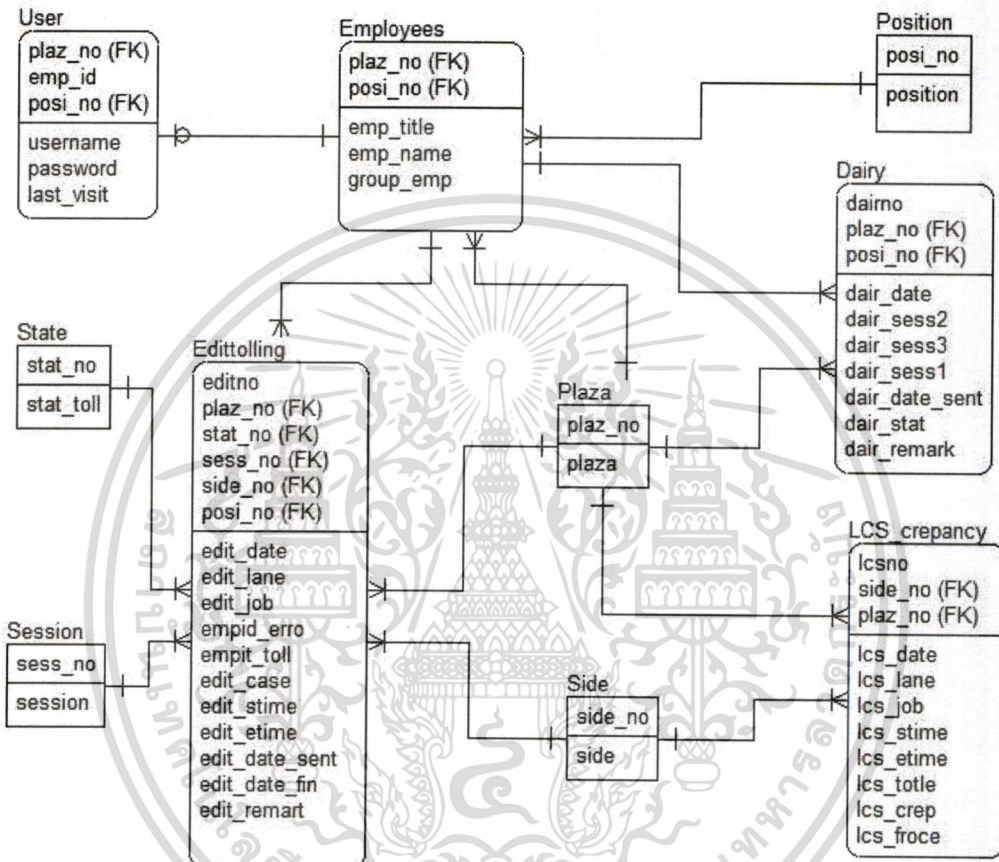 User
plaz_no (FK)
emp_id
posi_no (FK)
username
password
last_visit
Employees
plaz_no (FK)
posi_no (FK)
emp_title
emp_name
group_emp
Position
posi_no
position
Dairy
dairno
plaz_no (FK)
posi_no (FK)
dair_date
dair_sess2
dair_sess3
dair_sess1
dair_date_sent
dair_stat
dair_remark
State
stat_no
stat_toll
Edittolling
editno
plaz_no (FK)
stat_no (FK)
sess_no (FK)
side_no (FK)
posi_no (FK)
edit_date
edit_lane
edit_job
empid_erro
empit_toll
edit_case
edit_stime
edit_etime
edit_date_sent
edit_date_fin
edit_remart
Plaza
plaz_no
plaza
Session
sess_no
session
Side
side_no
side
LCS_crepancy
lcsno
side_no (FK)
plaz_no (FK)
lcs_date
lcs_lane
lcs_job
lcs_stime
lcs_etime
lcs_totle
lcs_crep
lcs_froce